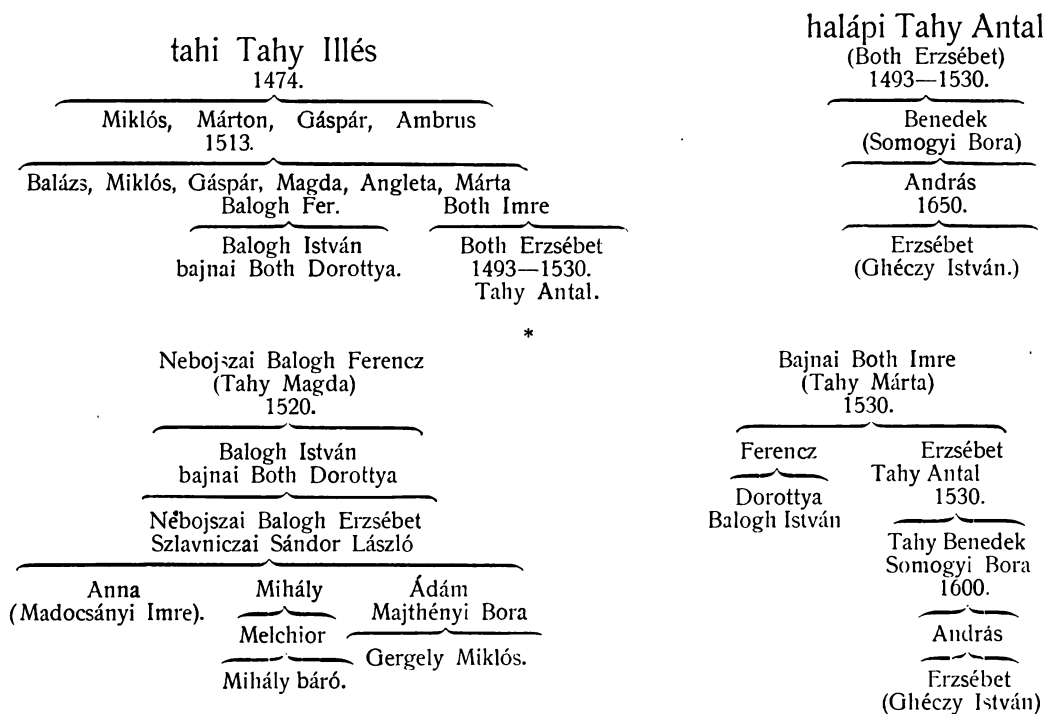 tahi Tahy Illés
1474.
Miklós, Márton, Gáspár, Ambrus
1513.
Balázs, Miklós, Gáspár, Magda, Angleta, Márta
Balogh Fer. Both Imre
Balogh István
bajnai Both Dorottya.
Both Erzsébet
1493—1530.
Tahy Antal.
halápi Tahy Antal
(Both Erzsébet)
1493—1530.
Benedek
(Somogyi Bora)
András
1650.
Erzsébet
(Ghéczy István.)
*
Nebojszai Balogh Ferencz
(Tahy Magda)
1520.
Balogh István
bajnai Both Dorottya
Nebojszai Balogh Erzsébet
Szlavniczai Sándor László
Anna
(Madocsányi Imre).
Mihály
Melchior
Mihály báró.
Ádám
Majthényi Bora
Gergely Miklós.
Bajnai Both Imre
(Tahy Márta)
1530.
Ferencz
Dorottya
Balogh István
Erzsébet
Tahy Antal
1530.
Tahy Benedek
Somogyi Bora
1600.
András
Erzsébet
(Ghéczy István)